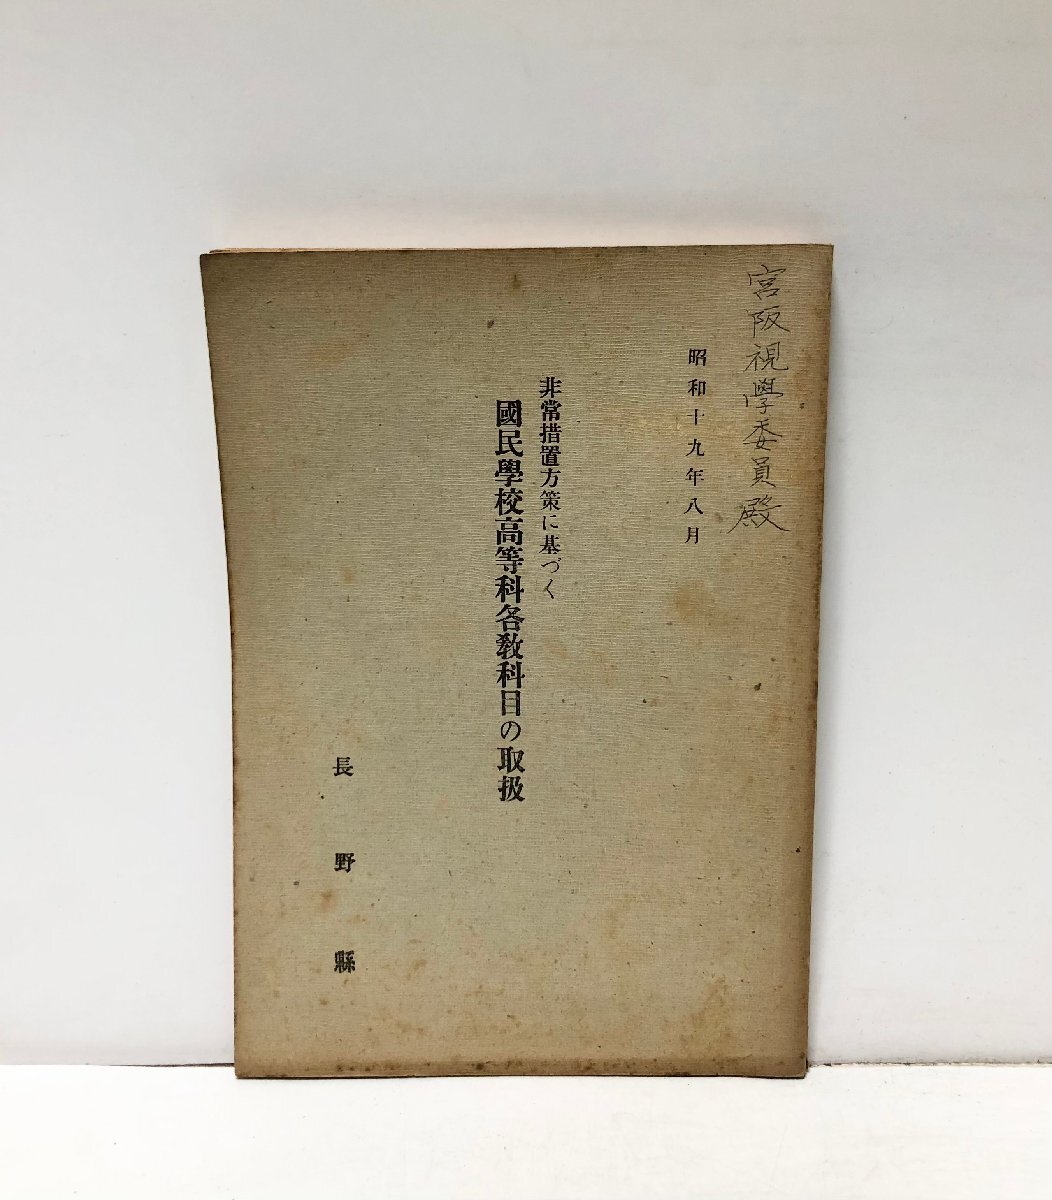 宮阪視學委員殿
昭和十九年八月
非常措置方策に基づく
國民學校高等科各教科目の取扱
長野縣